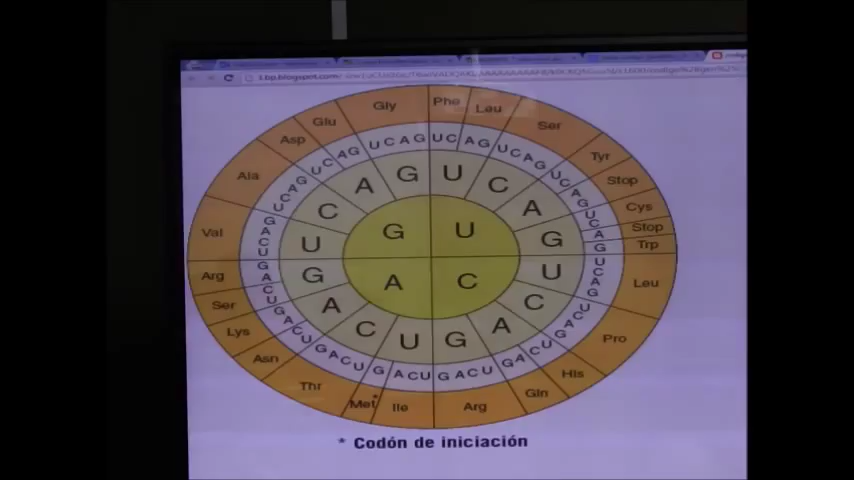 Gly Phe Leu Ser Tyr Stop Cys Stop Trp Leu Pro His Gln Arg Ile Met* Thr Asn Lys Ser Arg Val Ala Asp Glu
U C A G U C A G U C A G U C A G U C A G U C A G U C A G U C A G U C A G U C A G U C A G U C A G U C A G U C A G U C A G U C A G
U C A G U C A G U C A G U C A G
G U C A
* Codón de iniciación